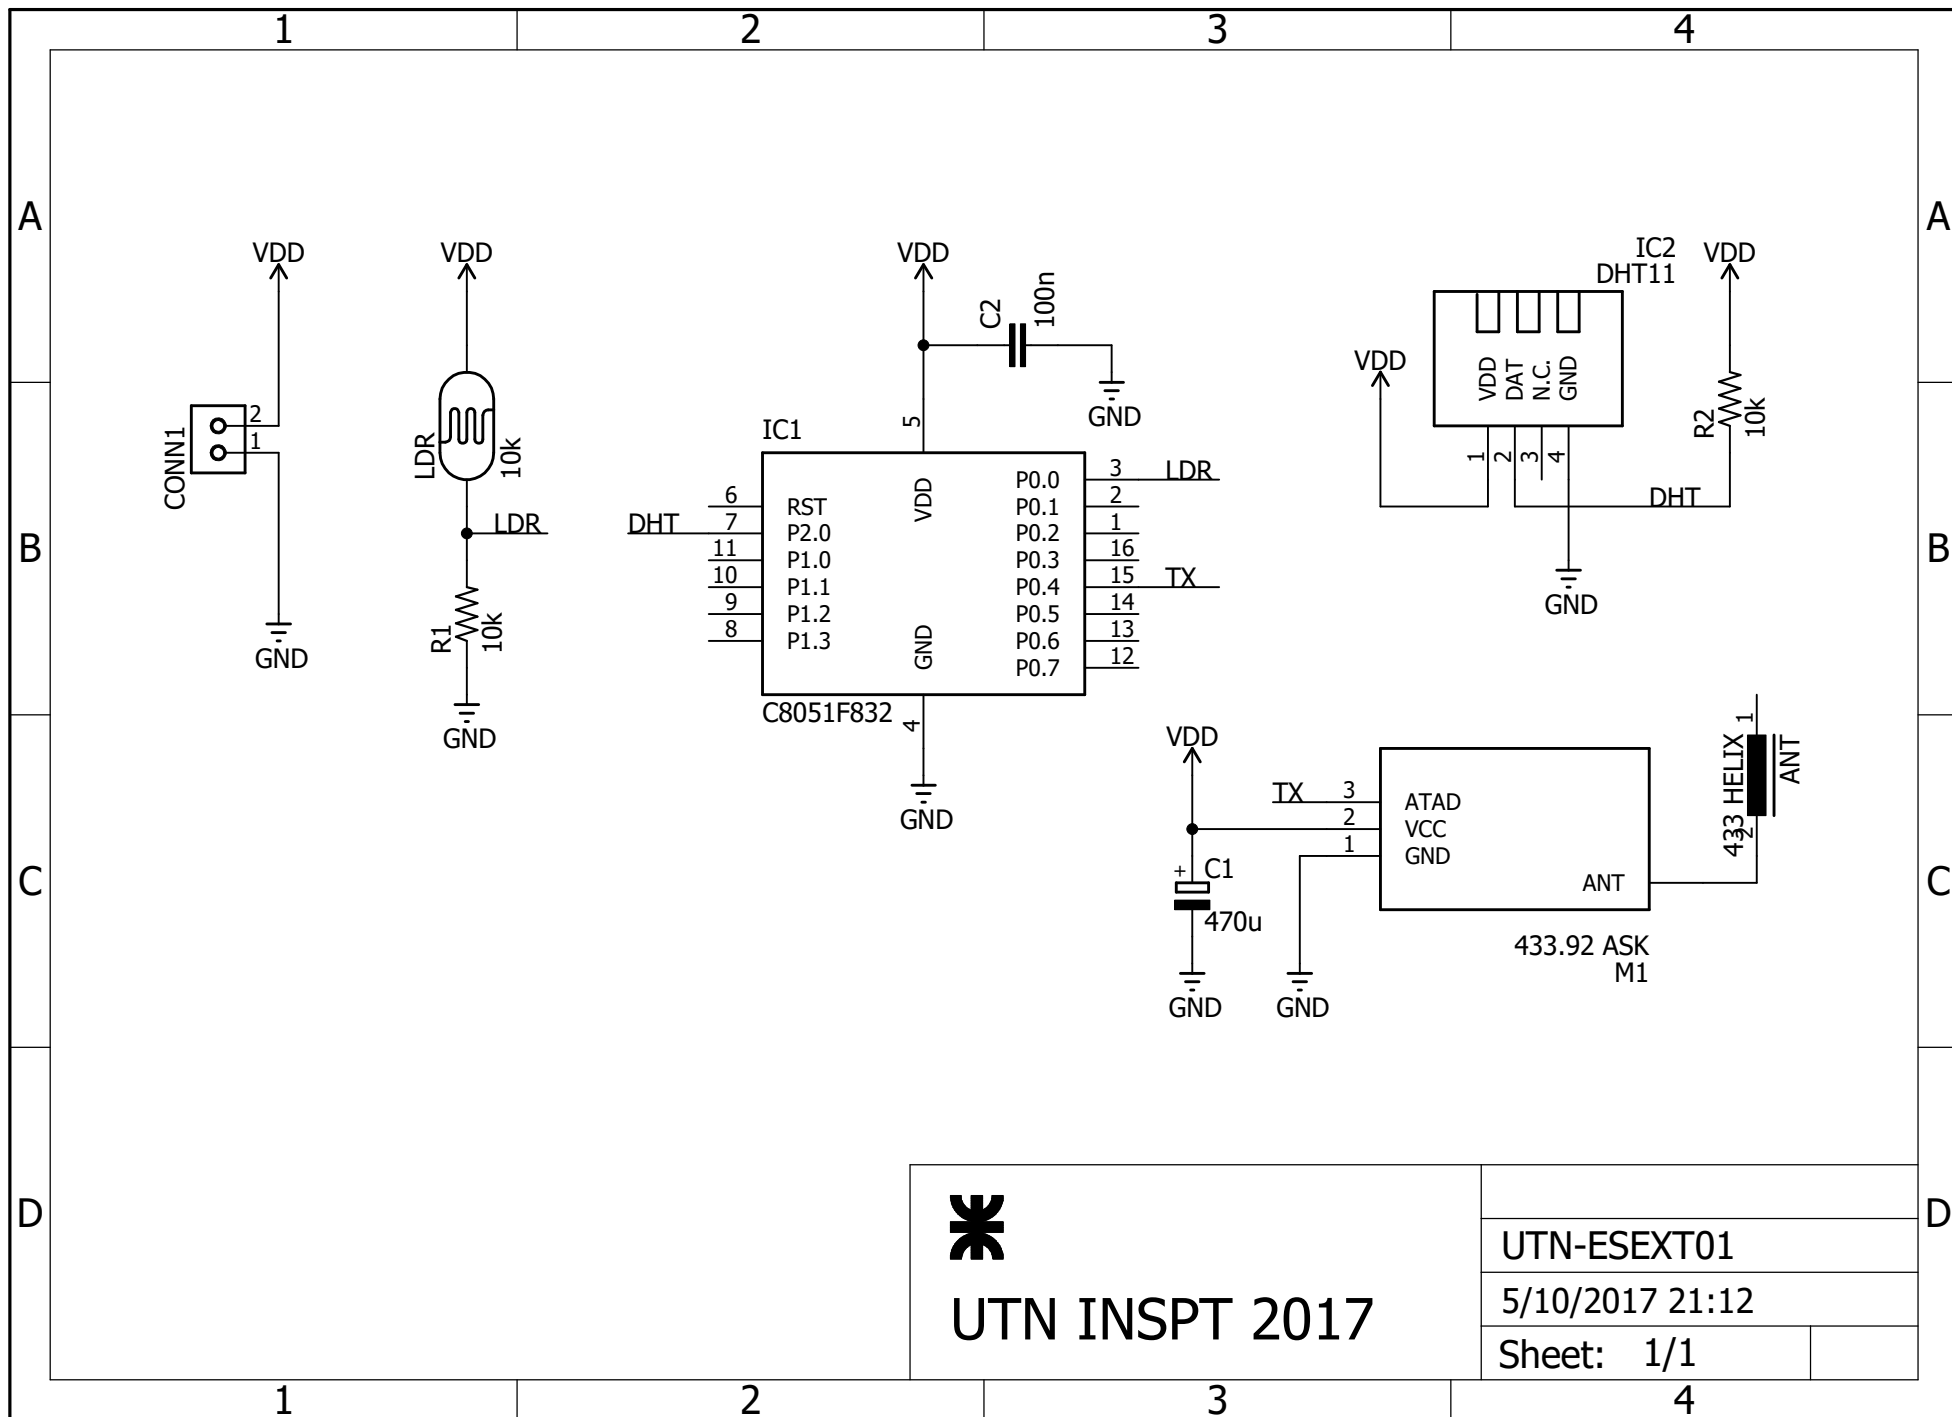 1 2 3 4
A A
B B
C C
D D
1 2 3 4
VDD
2
1
CONN1
GND
VDD
LDR
10k
LDR
R1
10k
GND
VDD
C2
100n
GND
5
IC1
VDD
GND
6 RST
DHT 7 P2.0
11 P1.0
10 P1.1
9 P1.2
8 P1.3
P0.0 3 LDR
P0.1 2
P0.2 1
P0.3 16
P0.4 15 TX
P0.5 14
P0.6 13
P0.7 12
C8051F832
4
GND
IC2
DHT11
VDD
VDD
VDD
DAT
N.C.
GND
1
2
3
4
R2
10k
DHT
GND
VDD
TX 3 ATAD
2 VCC
1 GND
ANT
+ C1
470u
GND
GND
433.92 ASK
M1
433 HELIX
1
2
ANT
UTN INSPT 2017
UTN-ESEXT01
5/10/2017 21:12
Sheet: 1/1